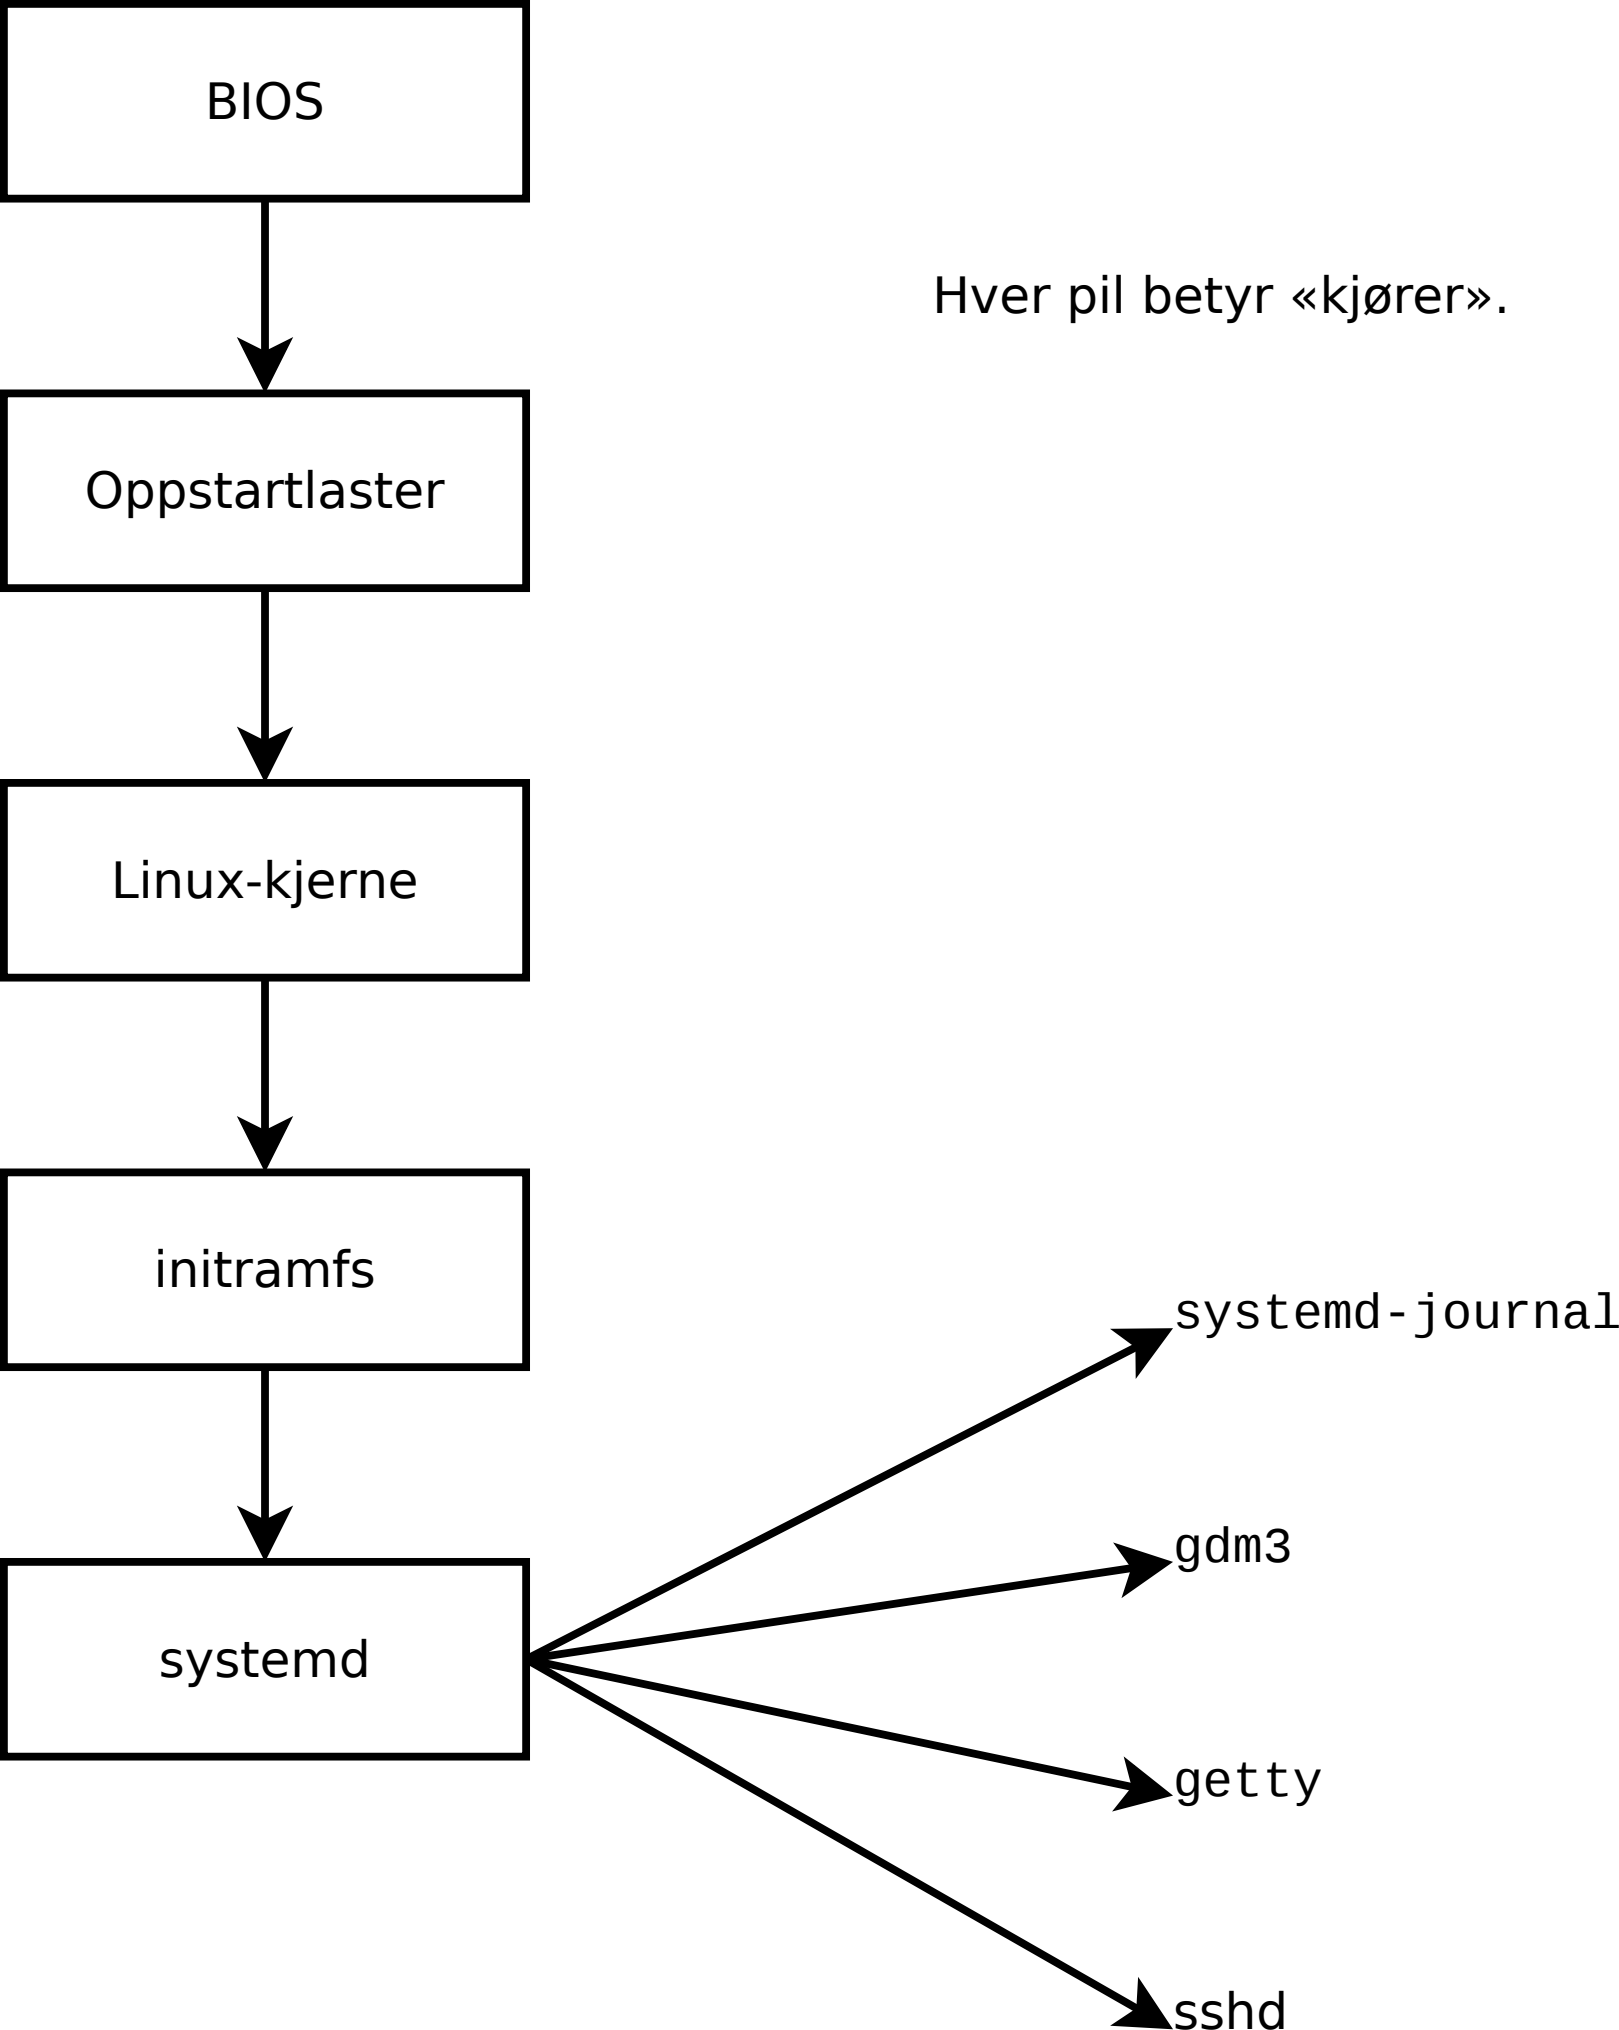 BIOS
Hver pil betyr «kjører».
Oppstartlaster
Linux-kjerne
initramfs
systemd-journal
gdm3
systemd
getty
sshd